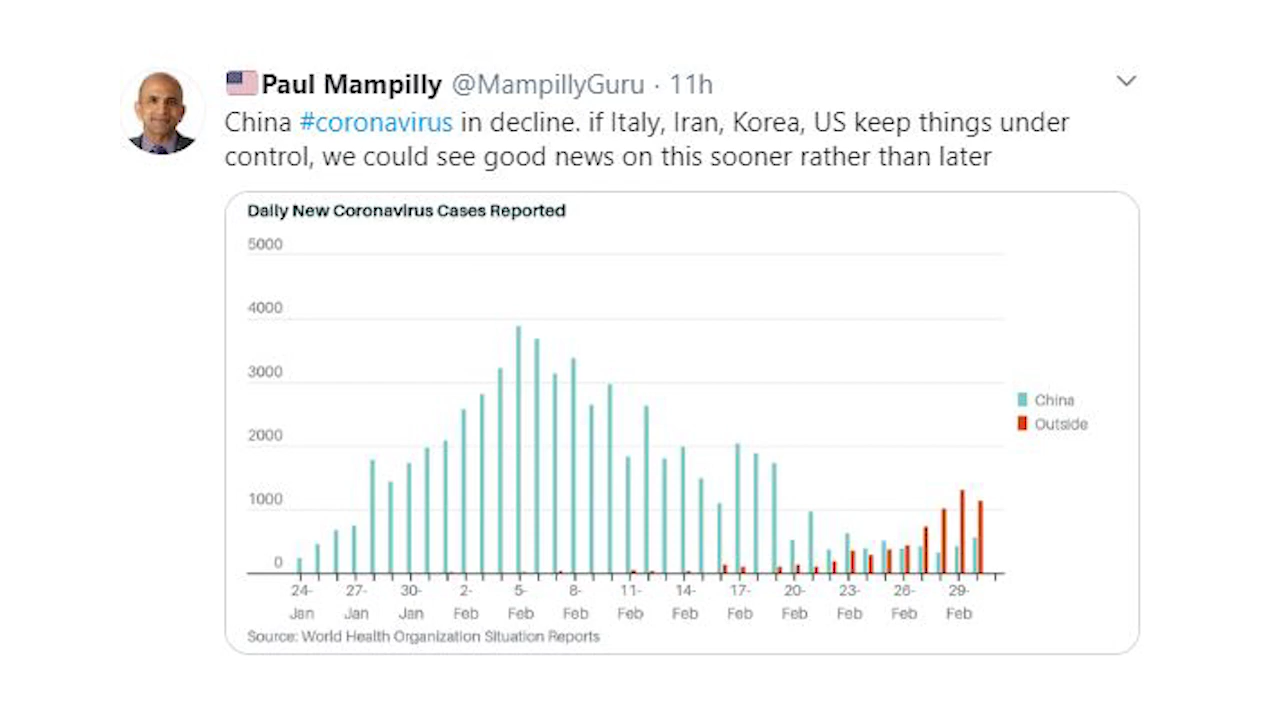 Paul Mampilly @MampillyGuru · 11h
China #coronavirus in decline. if Italy, Iran, Korea, US keep things under
control, we could see good news on this sooner rather than later
Daily New Coronavirus Cases Reported
5000
4000
3000
2000
1000
0
China
Outside
24- 27- 30- 2- 5- 8- 11- 14- 17- 20- 23- 26- 29-
Jan Jan Jan Feb Feb Feb Feb Feb Feb Feb Feb Feb Feb
Source: World Health Organization Situation Reports